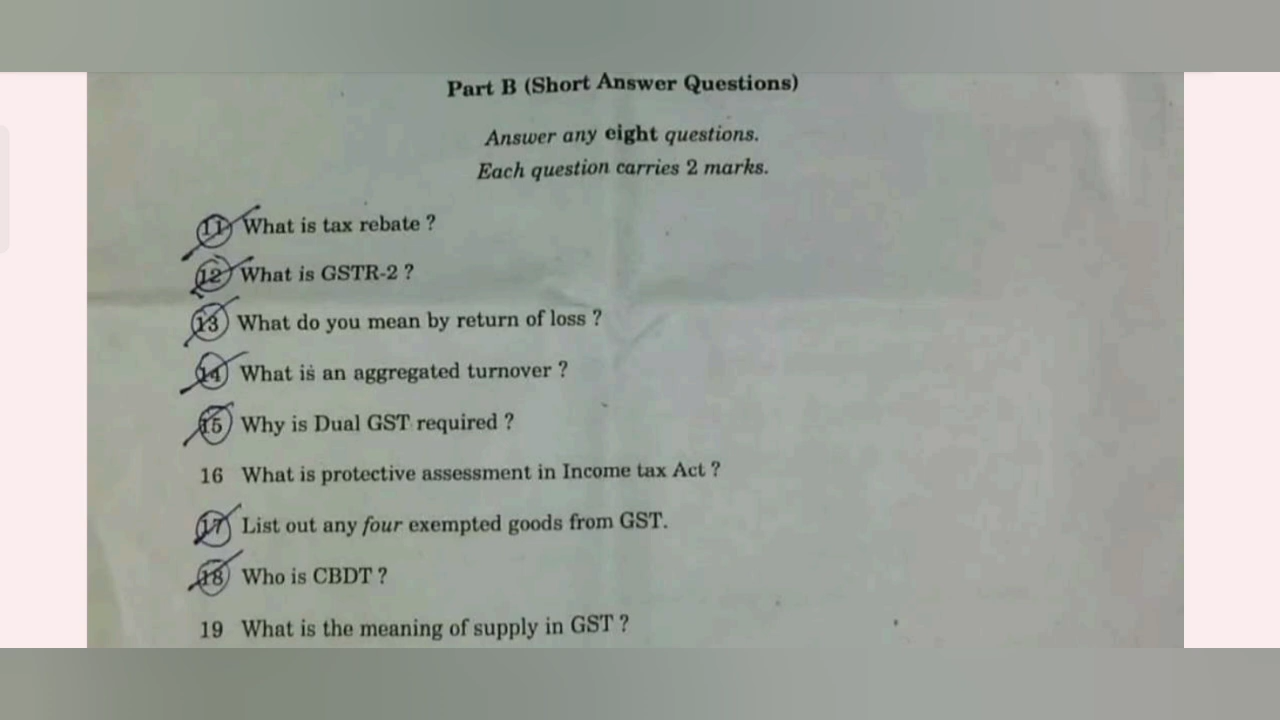 Part B (Short Answer Questions)
Answer any eight questions.
Each question carries 2 marks.
11 What is tax rebate ?
12 What is GSTR-2 ?
13 What do you mean by return of loss ?
14 What is an aggregated turnover ?
15 Why is Dual GST required ?
16 What is protective assessment in Income tax Act ?
17 List out any four exempted goods from GST.
18 Who is CBDT ?
19 What is the meaning of supply in GST ?